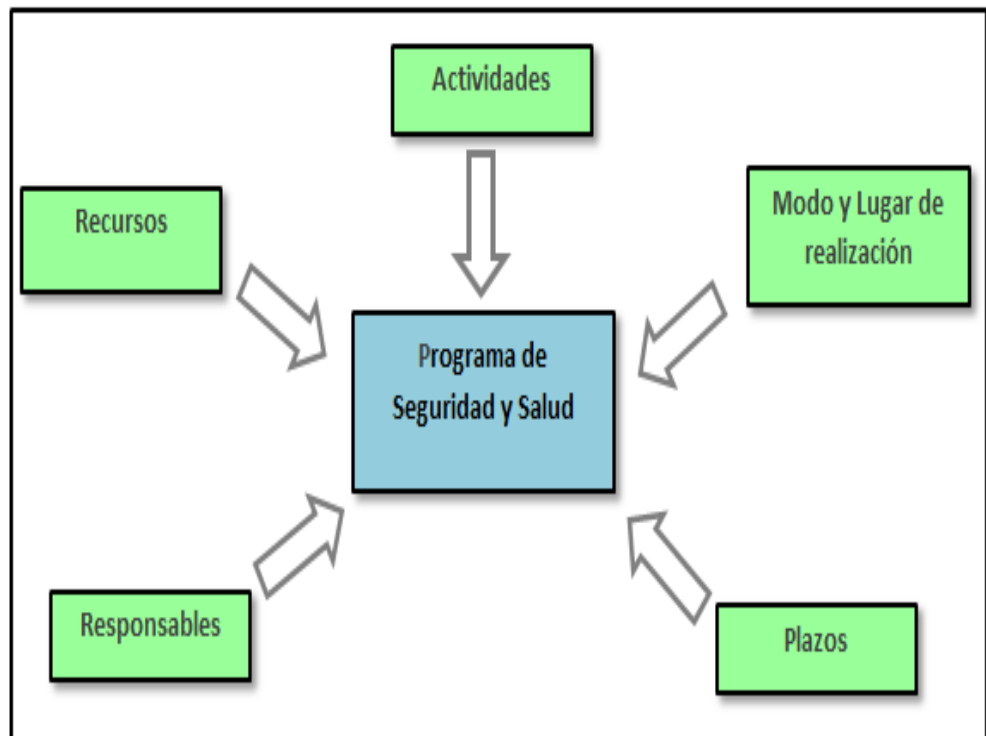 Actividades
Recursos
Modo y Lugar de
realización
Programa de
Seguridad y Salud
Responsables
Plazos